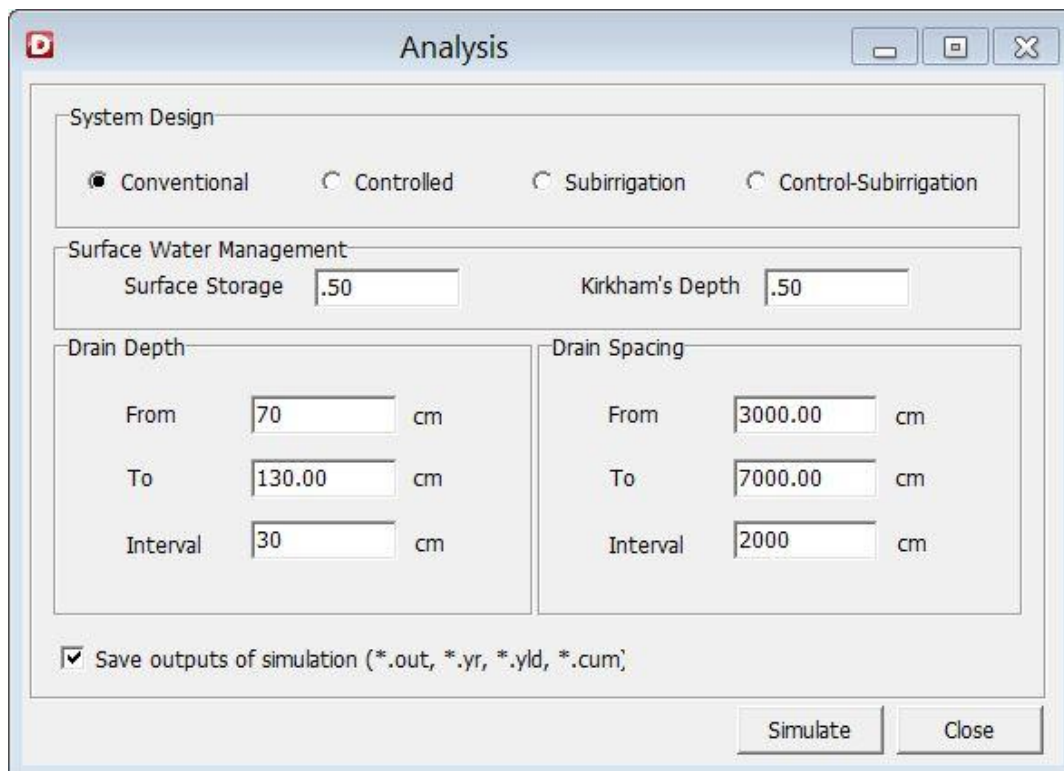 D
Analysis
System Design
Conventional Controlled Subirrigation Control-Subirrigation
Surface Water Management
Surface Storage .50 Kirkham's Depth .50
Drain Depth
From 70 cm
To 130.00 cm
Interval 30 cm
Drain Spacing
From 3000.00 cm
To 7000.00 cm
Interval 2000 cm
Save outputs of simulation (*.out, *.yr, *.yld, *.cum)
Simulate Close